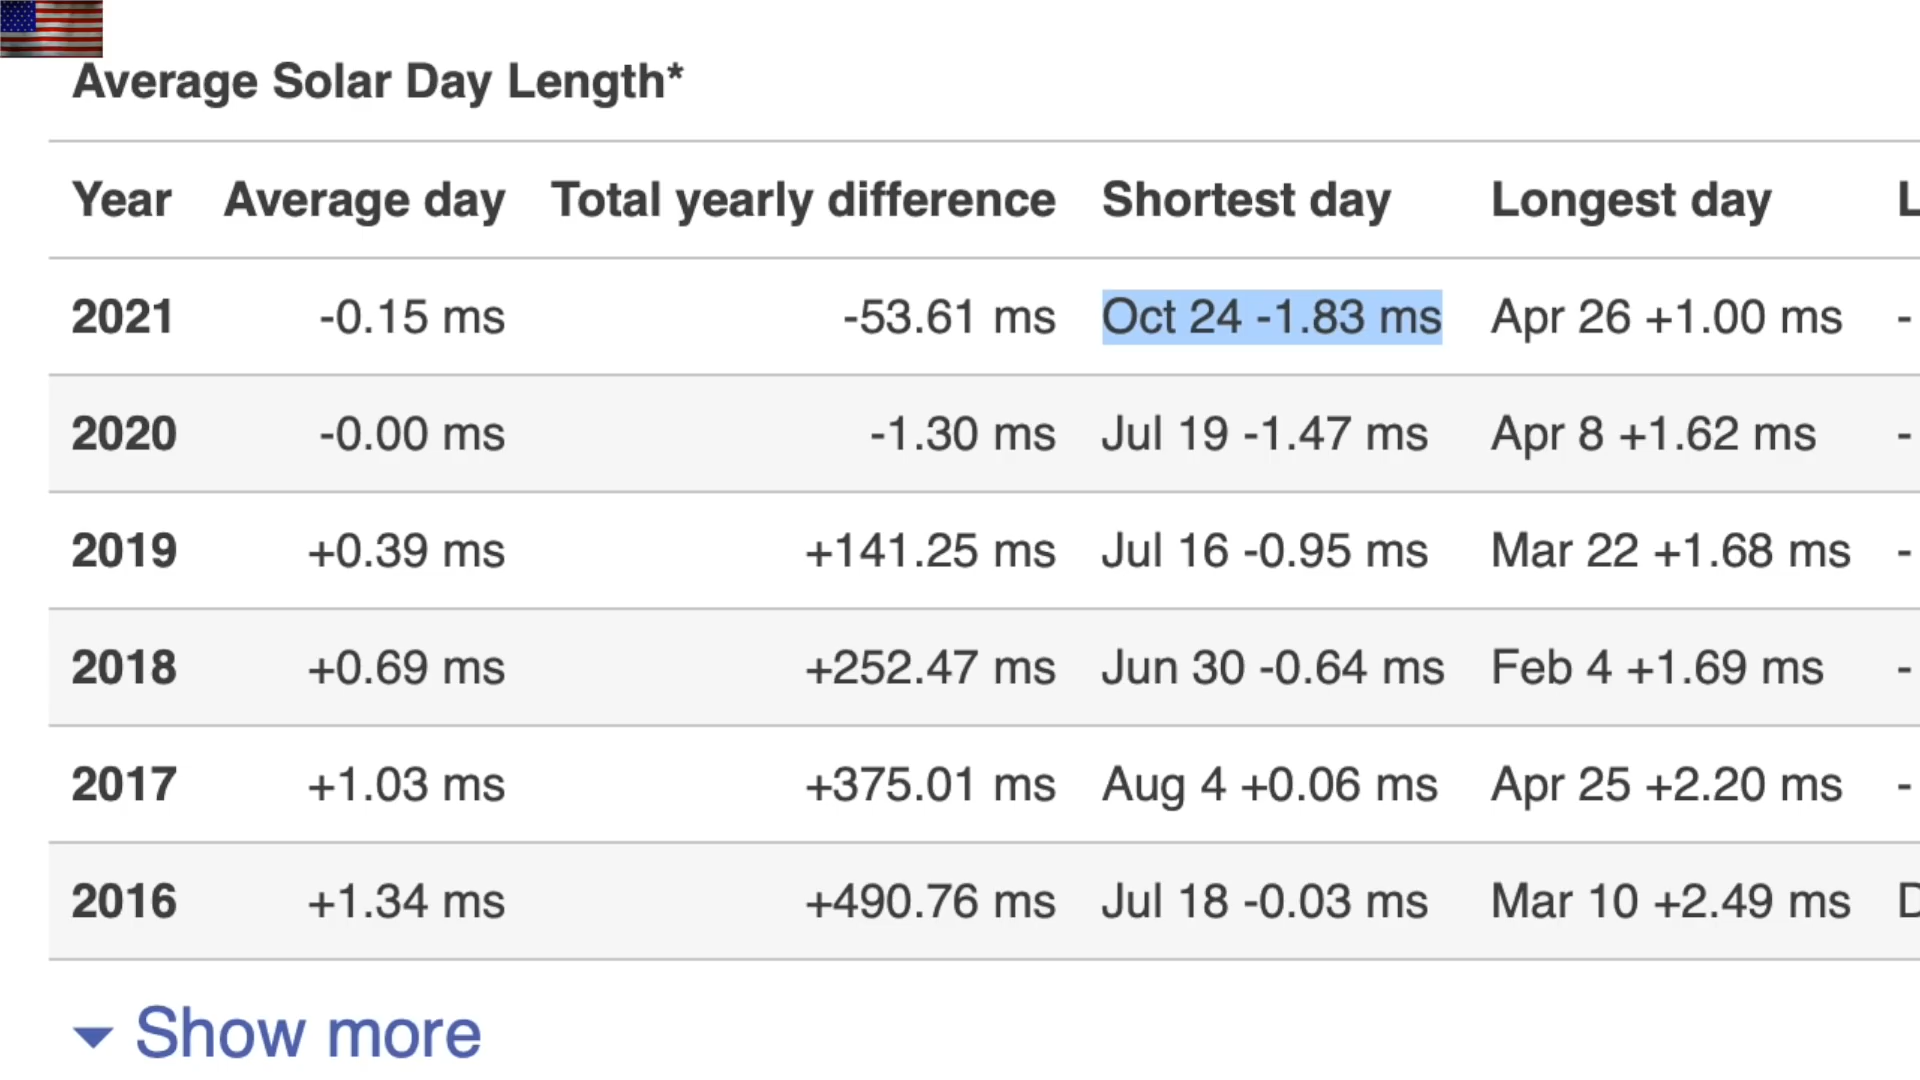 Average Solar Day Length*
Year Average day Total yearly difference Shortest day Longest day L
2021 -0.15 ms -53.61 ms Oct 24 -1.83 ms Apr 26 +1.00 ms -
2020 -0.00 ms -1.30 ms Jul 19 -1.47 ms Apr 8 +1.62 ms -
2019 +0.39 ms +141.25 ms Jul 16 -0.95 ms Mar 22 +1.68 ms -
2018 +0.69 ms +252.47 ms Jun 30 -0.64 ms Feb 4 +1.69 ms -
2017 +1.03 ms +375.01 ms Aug 4 +0.06 ms Apr 25 +2.20 ms -
2016 +1.34 ms +490.76 ms Jul 18 -0.03 ms Mar 10 +2.49 ms D
Show more